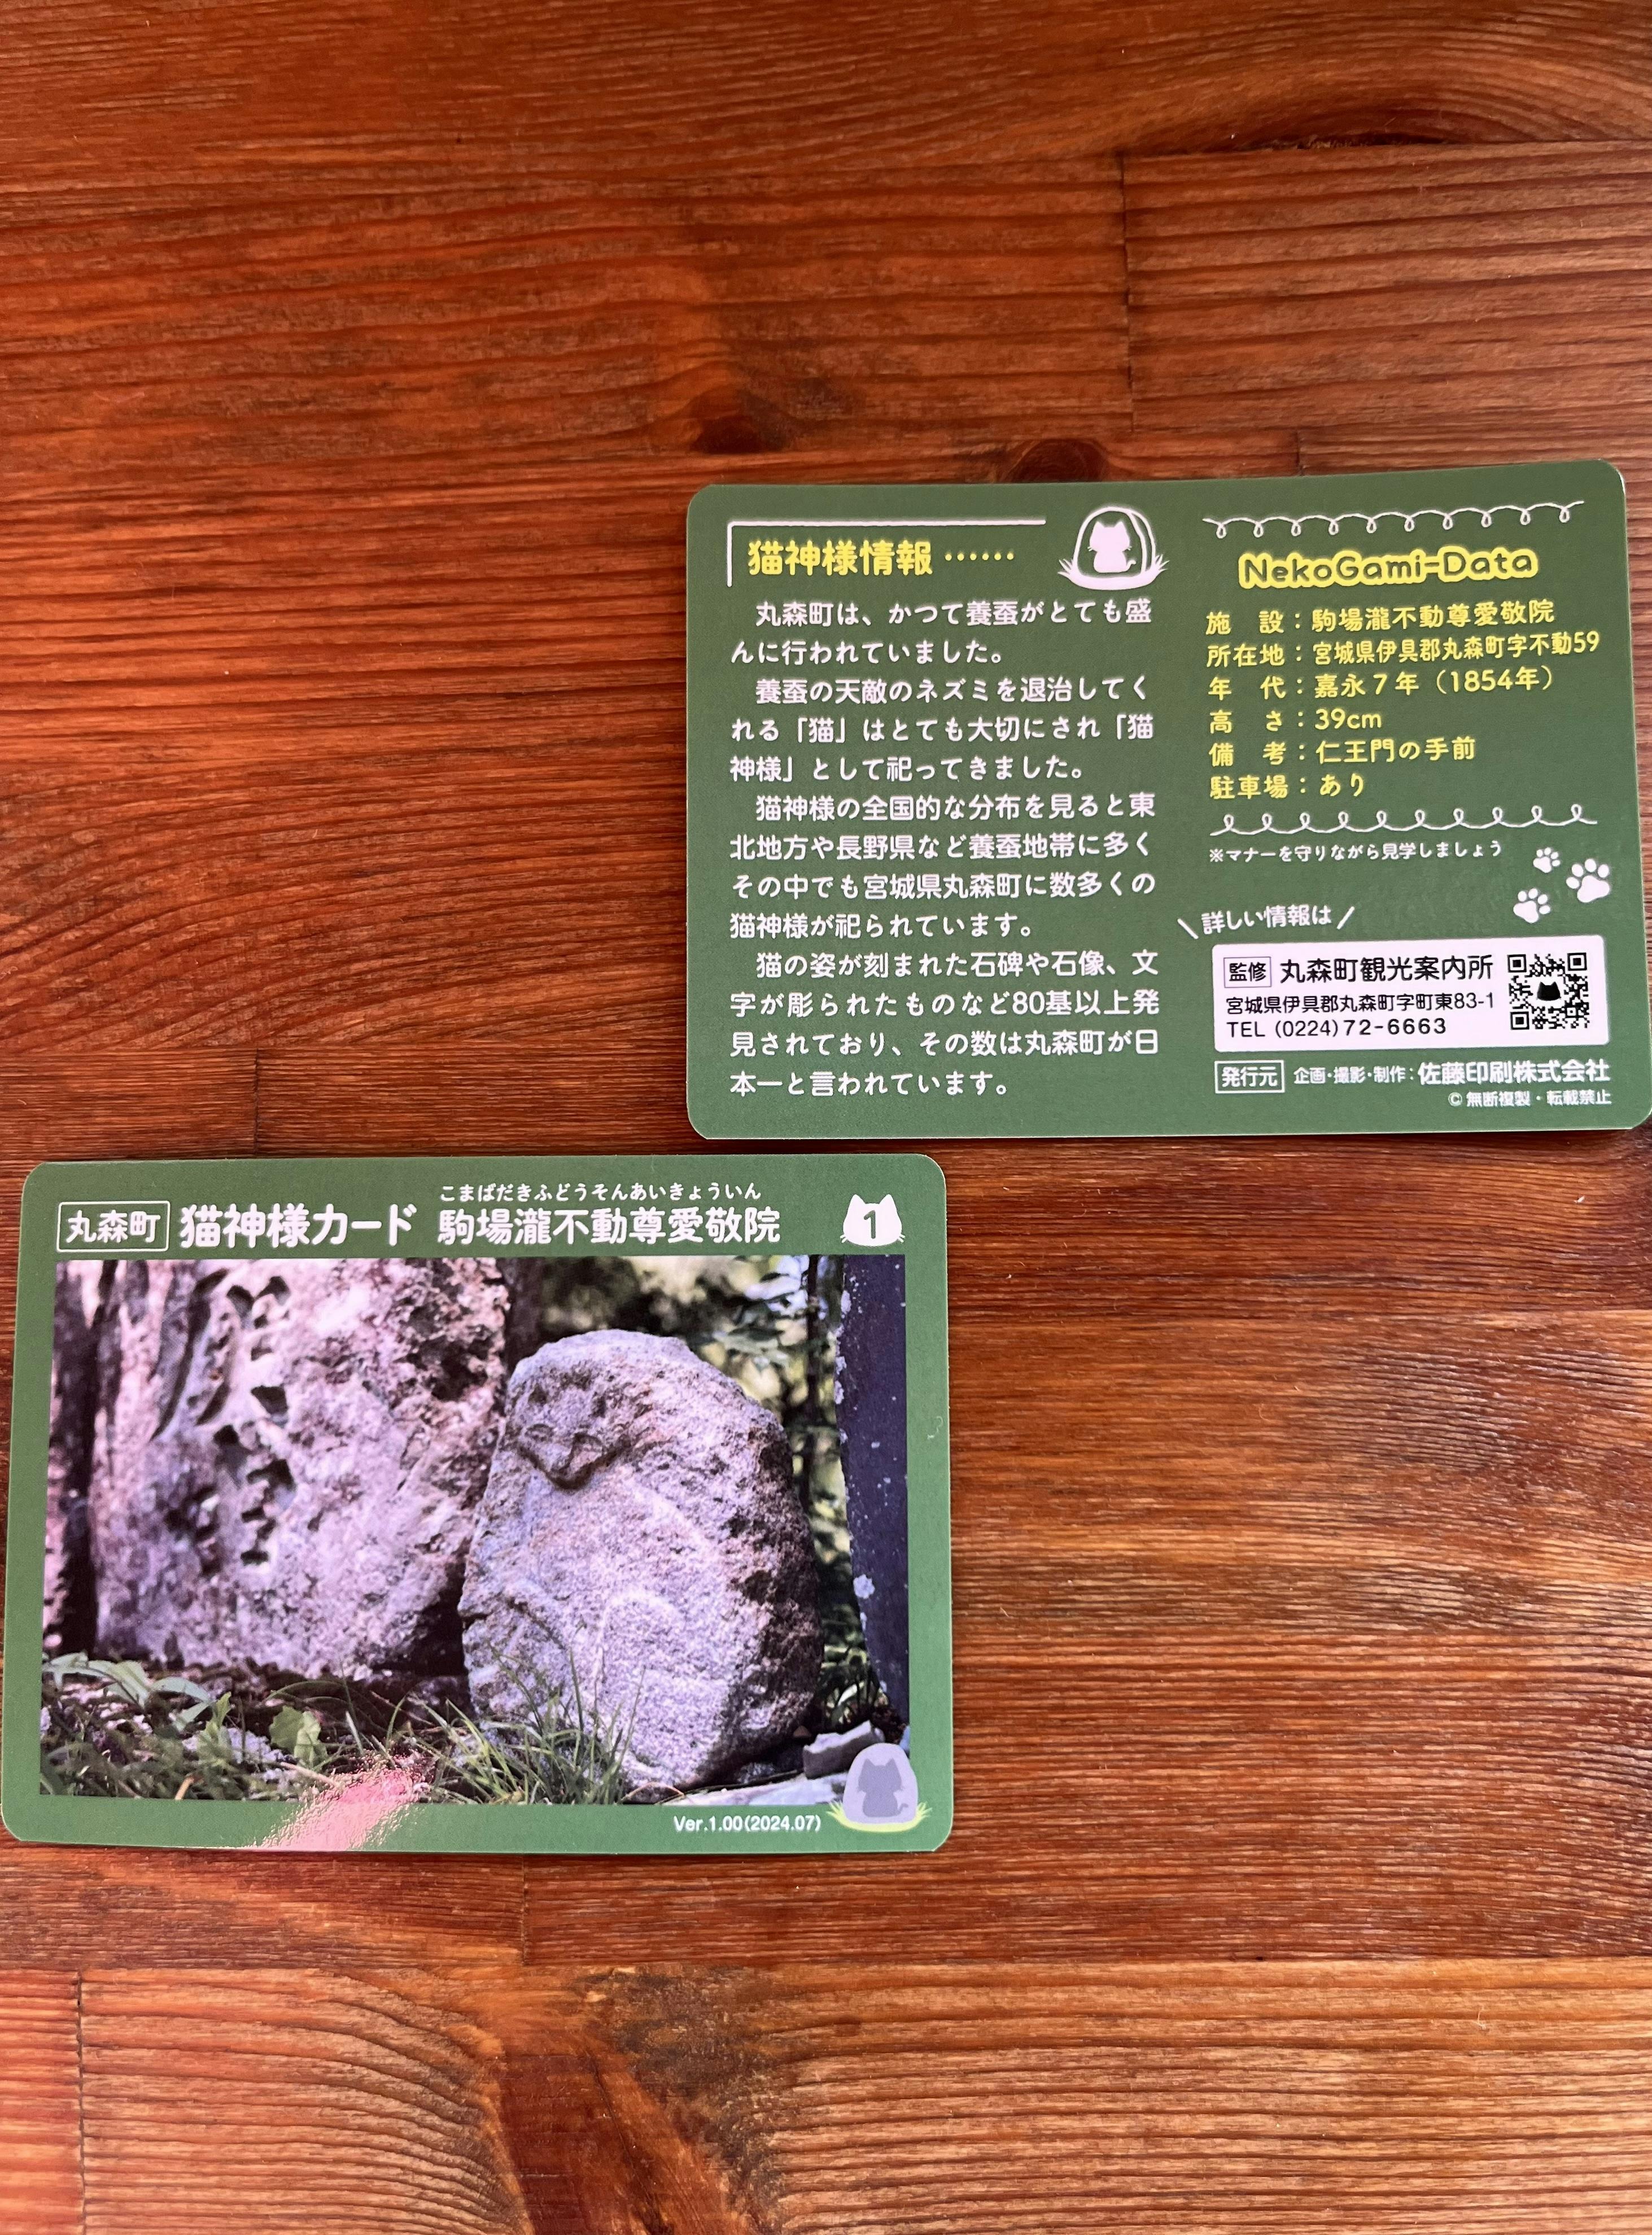 猫神様情報 ……
丸森町は、かつて養蚕がとても盛
んに行われていました。
養蚕の天敵のネズミを退治してく
れる「猫」はとても大切にされ「猫
神様」として祀ってきました。
猫神様の全国的な分布を見ると東
北地方や長野県など養蚕地帯に多く
その中でも宮城県丸森町に数多くの
猫神様が祀られています。
猫の姿が刻まれた石碑や石像、文
字が彫られたものなど80基以上発
見されており、その数は丸森町が日
本一と言われています。
NekoGami-Data
施 設：駒場瀧不動尊愛敬院
所在地：宮城県伊具郡丸森町字不動59
年 代：嘉永７年（1854年）
高 さ：39cm
備 考：仁王門の手前
駐車場：あり
※マナーを守りながら見学しましょう
＼詳しい情報は／
監修 丸森町観光案内所
宮城県伊具郡丸森町字町東83-1
TEL (0224) 72-6663
発行元 企画・撮影・制作：佐藤印刷株式会社
© 無断複製・転載禁止
こまばだきふどうそんあいきょういん
丸森町 猫神様カード 駒場瀧不動尊愛敬院 1
Ver.1.00(2024.07)